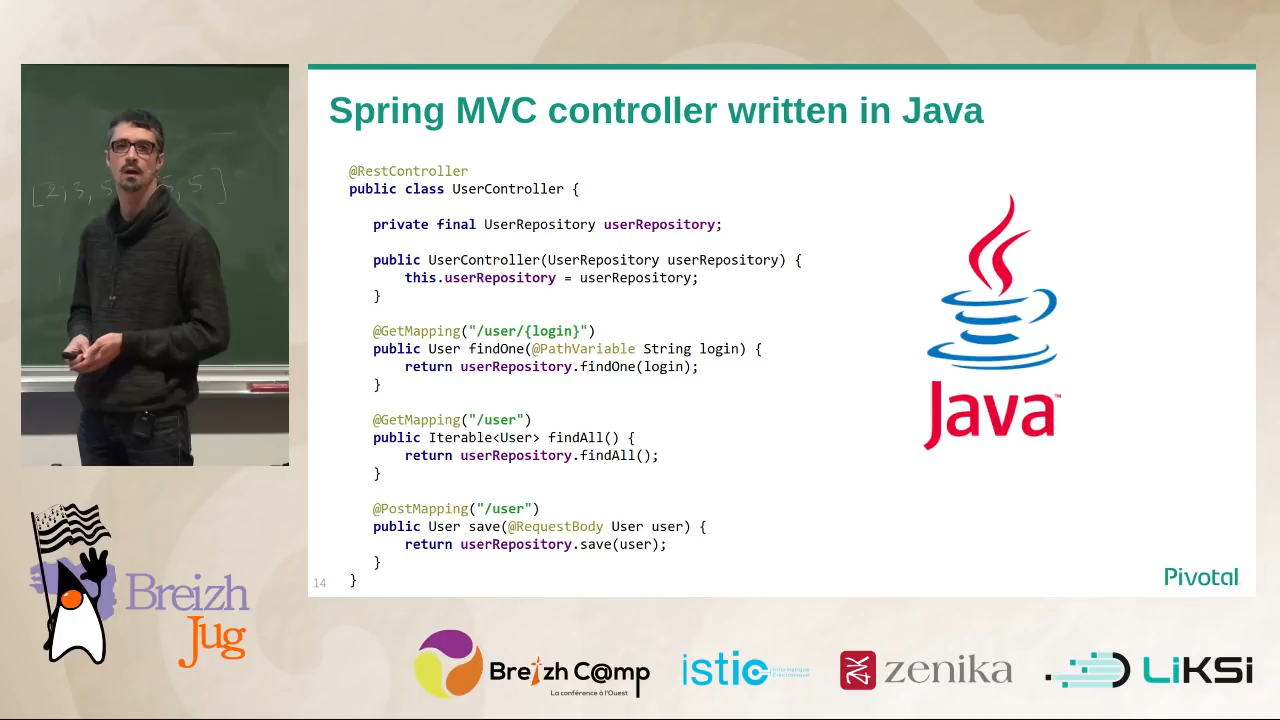 Spring MVC controller written in Java
@RestController
public class UserController {
private final UserRepository userRepository;
public UserController(UserRepository userRepository) {
this.userRepository = userRepository;
}
@GetMapping("/user/{login}")
public User findOne(@PathVariable String login) {
return userRepository.findOne(login);
}
@GetMapping("/user")
public Iterable<User> findAll() {
return userRepository.findAll();
}
@PostMapping("/user")
public User save(@RequestBody User user) {
return userRepository.save(user);
}
}
14
Java™
Pivotal
Breizh
Jug
Breizh C@mp
La conférence à l'Ouest
istic
Informatique
Électronique
zenika
LiKSi